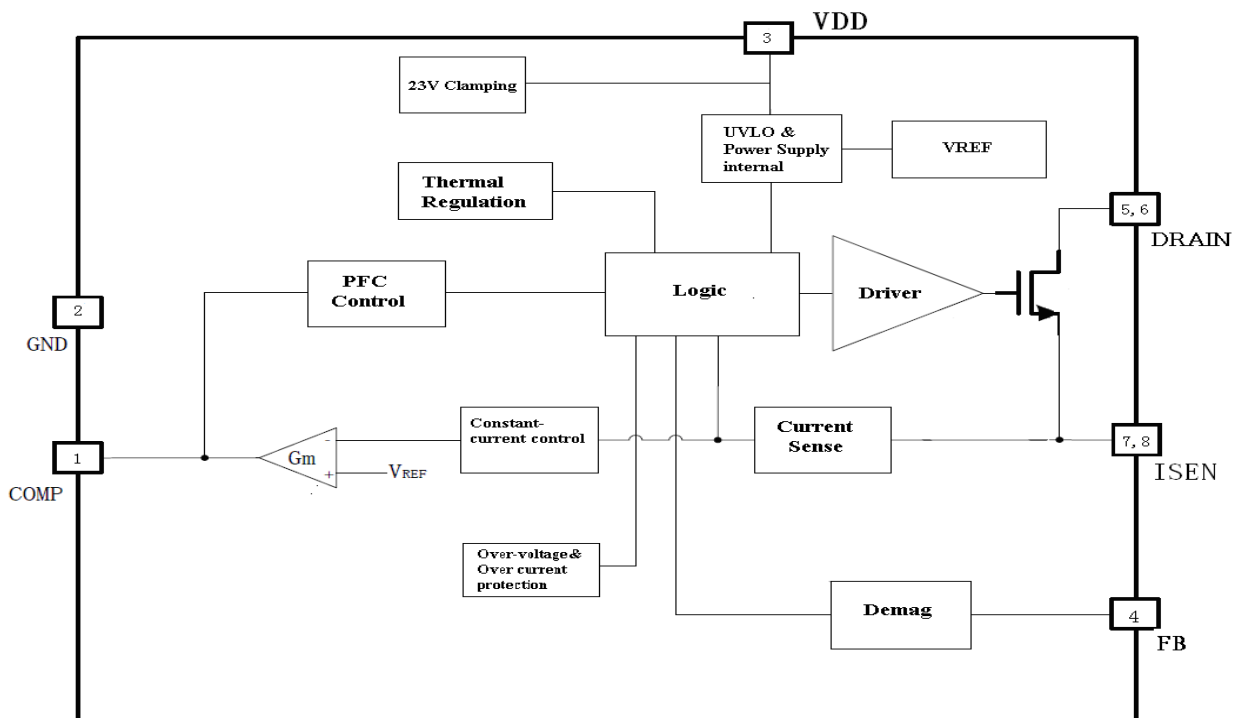 VDD
3
23V Clamping
UVLO &
Power Supply
internal
VREF
Thermal
Regulation
5,6
DRAIN
PFC
Control
Logic
Driver
2
GND
Constant-
current control
Current
Sense
7,8
ISEN
1
COMP
-
Gm
+
VREF
Over-voltage&
Over current
protection
Demag
4
FB